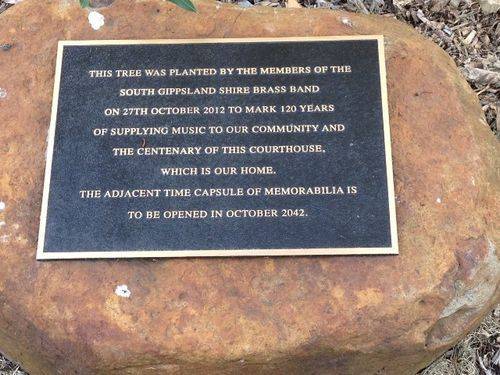 THIS TREE WAS PLANTED BY THE MEMBERS OF THE
SOUTH GIPPSLAND SHIRE BRASS BAND
ON 27TH OCTOBER 2012 TO MARK 120 YEARS
OF SUPPLYING MUSIC TO OUR COMMUNITY AND
THE CENTENARY OF THIS COURTHOUSE,
WHICH IS OUR HOME.
THE ADJACENT TIME CAPSULE OF MEMORABILIA IS
TO BE OPENED IN OCTOBER 2042.